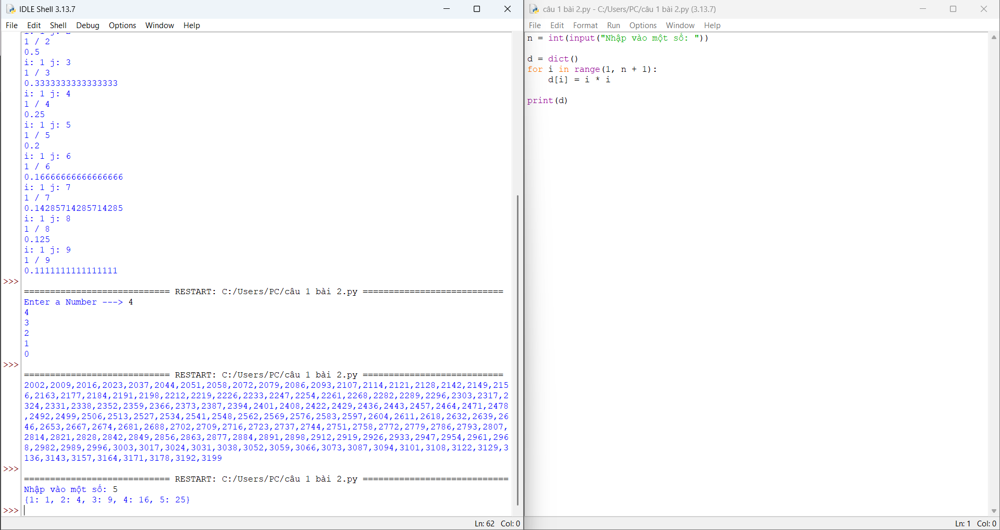 IDLE Shell 3.13.7
File Edit Shell Debug Options Window Help
1 / 2
0.5
i: 1 j: 3
1 / 3
0.3333333333333333
i: 1 j: 4
1 / 4
0.25
i: 1 j: 5
1 / 5
0.2
i: 1 j: 6
1 / 6
0.16666666666666666
i: 1 j: 7
1 / 7
0.14285714285714285
i: 1 j: 8
1 / 8
0.125
i: 1 j: 9
1 / 9
0.1111111111111111
>>>
============================ RESTART: C:/Users/PC/câu 1 bài 2.py ===========================
Enter a Number ---> 4
4
3
2
1
0
>>>
============================ RESTART: C:/Users/PC/câu 1 bài 2.py ===========================
2002,2009,2016,2023,2037,2044,2051,2058,2072,2079,2086,2093,2107,2114,2121,2128,2142,2149,215
6,2163,2177,2184,2191,2198,2212,2219,2226,2233,2247,2254,2261,2268,2282,2289,2296,2303,2317,2
324,2331,2338,2352,2359,2366,2373,2387,2394,2401,2408,2422,2429,2436,2443,2457,2464,2471,2478
,2492,2499,2506,2513,2527,2534,2541,2548,2562,2569,2576,2583,2597,2604,2611,2618,2632,2639,26
46,2653,2667,2674,2681,2688,2702,2709,2716,2723,2737,2744,2751,2758,2772,2779,2786,2793,2807,
2814,2821,2828,2842,2849,2856,2863,2877,2884,2891,2898,2912,2919,2926,2933,2947,2954,2961,296
8,2982,2989,2996,3003,3017,3024,3031,3038,3052,3059,3066,3073,3087,3094,3101,3108,3122,3129,3
136,3143,3157,3164,3171,3178,3192,3199
>>>
============================ RESTART: C:/Users/PC/câu 1 bài 2.py ============================
Nhập vào một số: 5
{1: 1, 2: 4, 3: 9, 4: 16, 5: 25}
>>>
Ln: 62 Col: 0
câu 1 bài 2.py - C:/Users/PC/câu 1 bài 2.py (3.13.7)
File Edit Format Run Options Window Help
n = int(input("Nhập vào một số: "))
d = dict()
for i in range(1, n + 1):
    d[i] = i * i
print(d)
Ln: 1 Col: 0